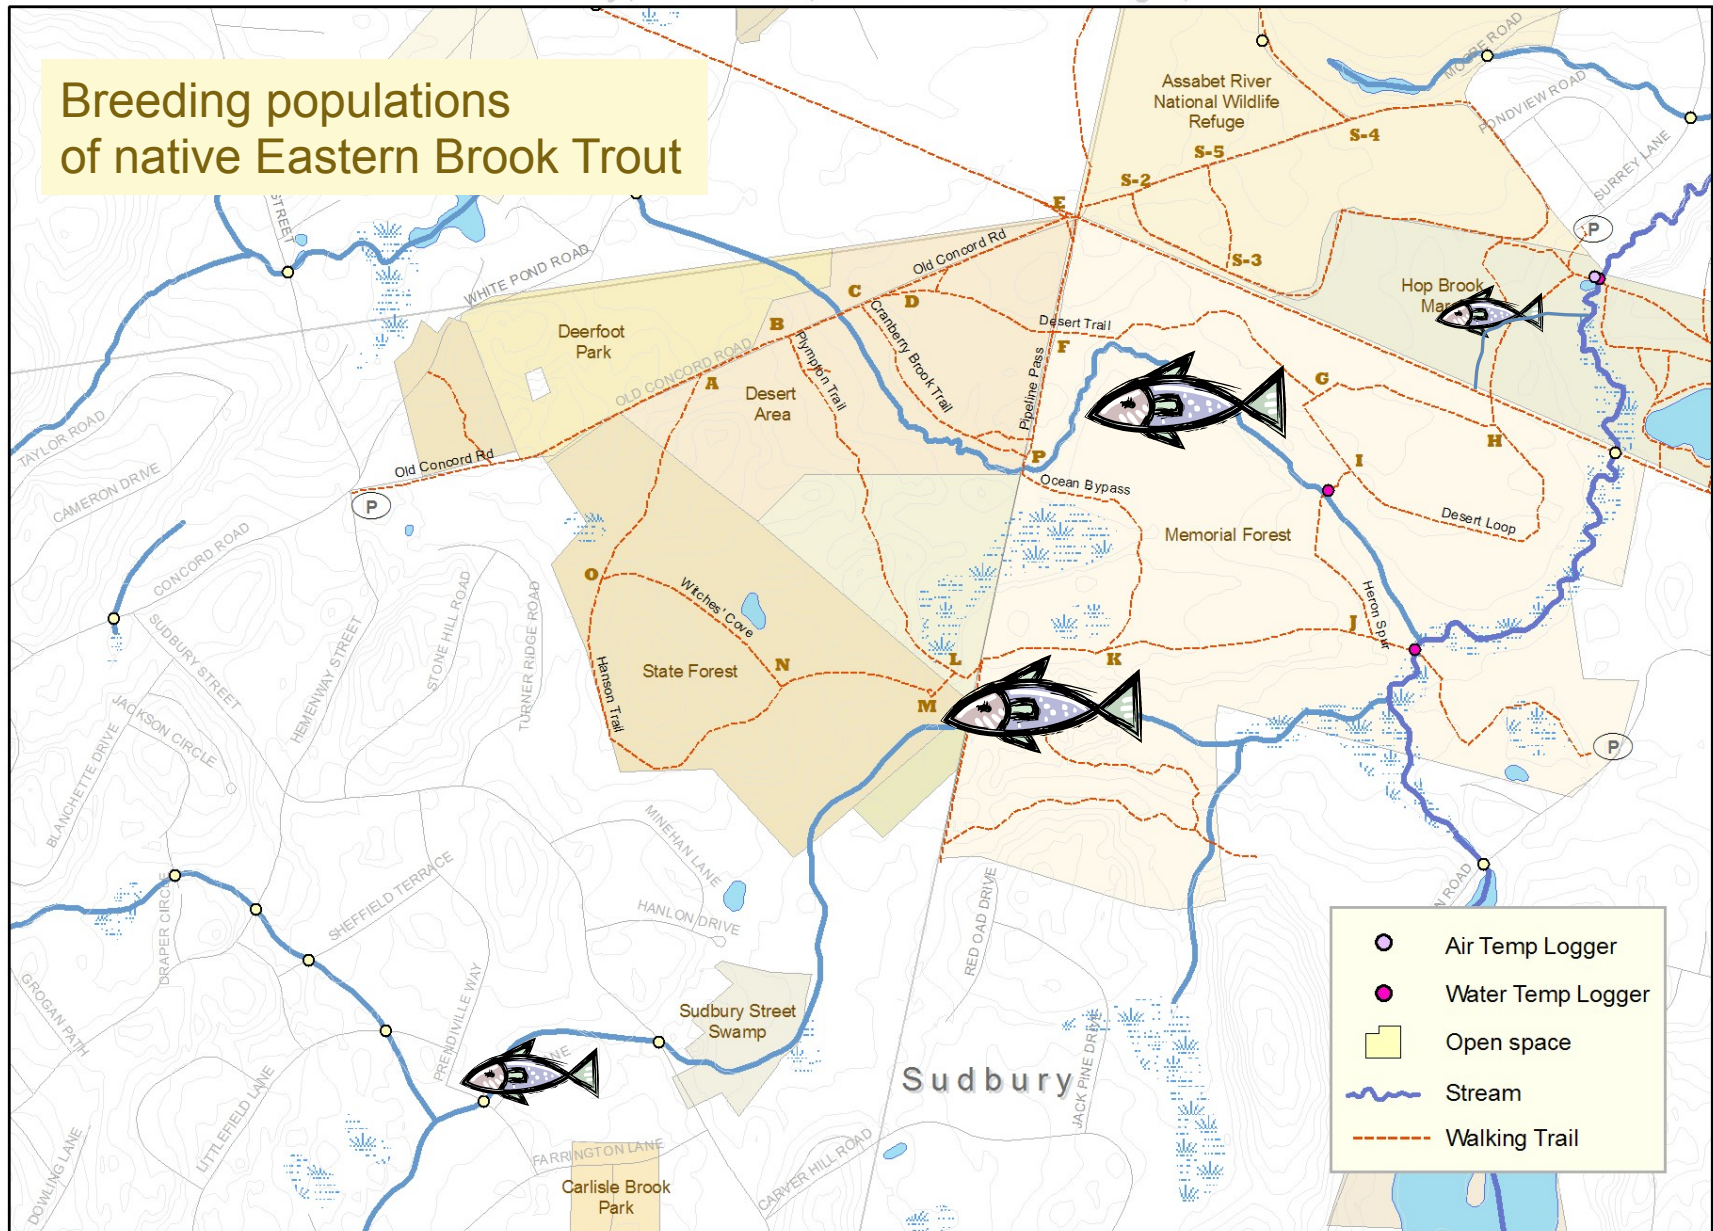 Breeding populations
of native Eastern Brook Trout
Assabet River
National Wildlife
Refuge
MOORE ROAD
PONDVIEW ROAD
SURREY LANE
STREET
WHITE POND ROAD
S-4
S-5
S-2
E
S-3
P
Old Concord Rd
Hop Brook
C
D
B
Deerfoot
Park
Cranberry Brook Trail
Desert Trail
F
Plympton Trail
OLD CONCORD ROAD
A
Desert
Area
Pipeline Pass
G
H
TAYLOR ROAD
Old Concord Rd
P
I
P
Ocean Bypass
CAMERON DRIVE
CONCORD ROAD
Desert Loop
Memorial Forest
O
Witches' Cove
STONE HILL ROAD
TURNER RIDGE ROAD
HEMENWAY STREET
SUDBURY STREET
Heron Spur
J
State Forest
N
L
K
Hanson Trail
M
JACKSON CIRCLE
BLANCHETTE DRIVE
P
MINEHAN LANE
SHEFFIELD TERRACE
DRAPER CIRCLE
HANLON DRIVE
RED OAD DRIVE
N ROAD
GROGAN PATH
PRENDIVILLE WAY
Sudbury Street
Swamp
LANE
Sudbury
JACK PINE DRIVE
LITTLEFIELD LANE
DOWLING LANE
FARRINGTON LANE
CARVER HILL ROAD
Carlisle Brook
Park
Air Temp Logger
Water Temp Logger
Open space
Stream
Walking Trail